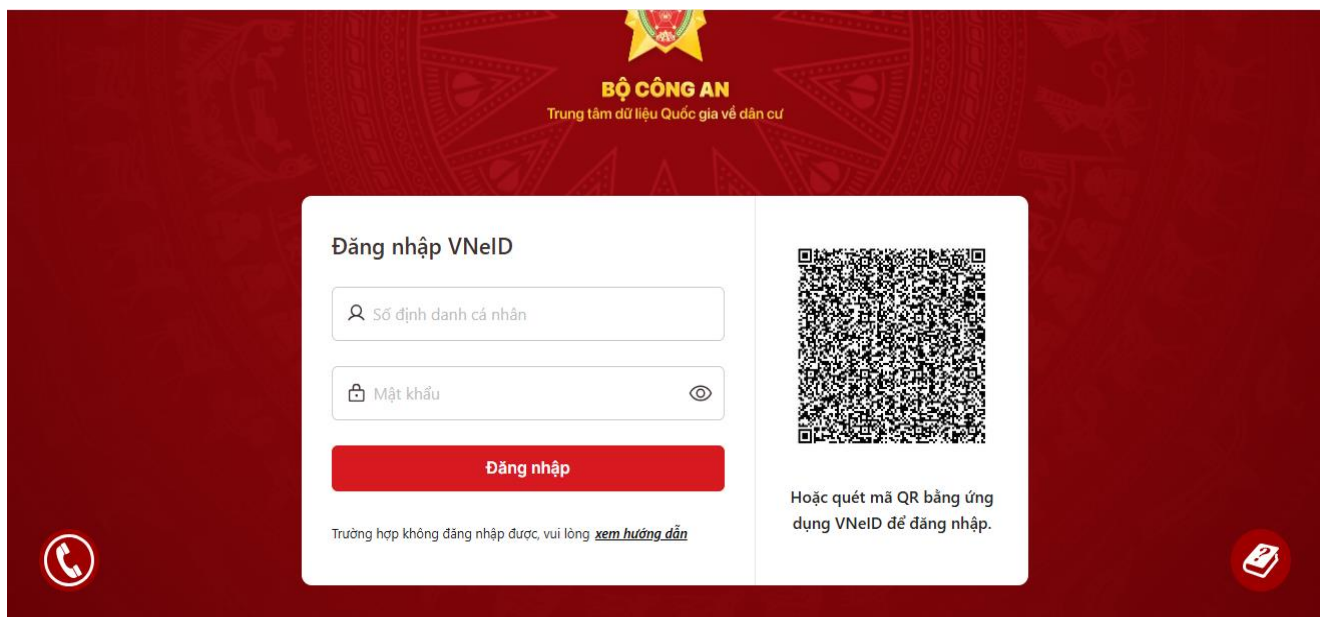 BỘ CÔNG AN
Trung tâm dữ liệu Quốc gia về dân cư
Đăng nhập VNeID
Số định danh cá nhân
Mật khẩu
Đăng nhập
Trường hợp không đăng nhập được, vui lòng xem hướng dẫn
Hoặc quét mã QR bằng ứng
dụng VNeID để đăng nhập.
?